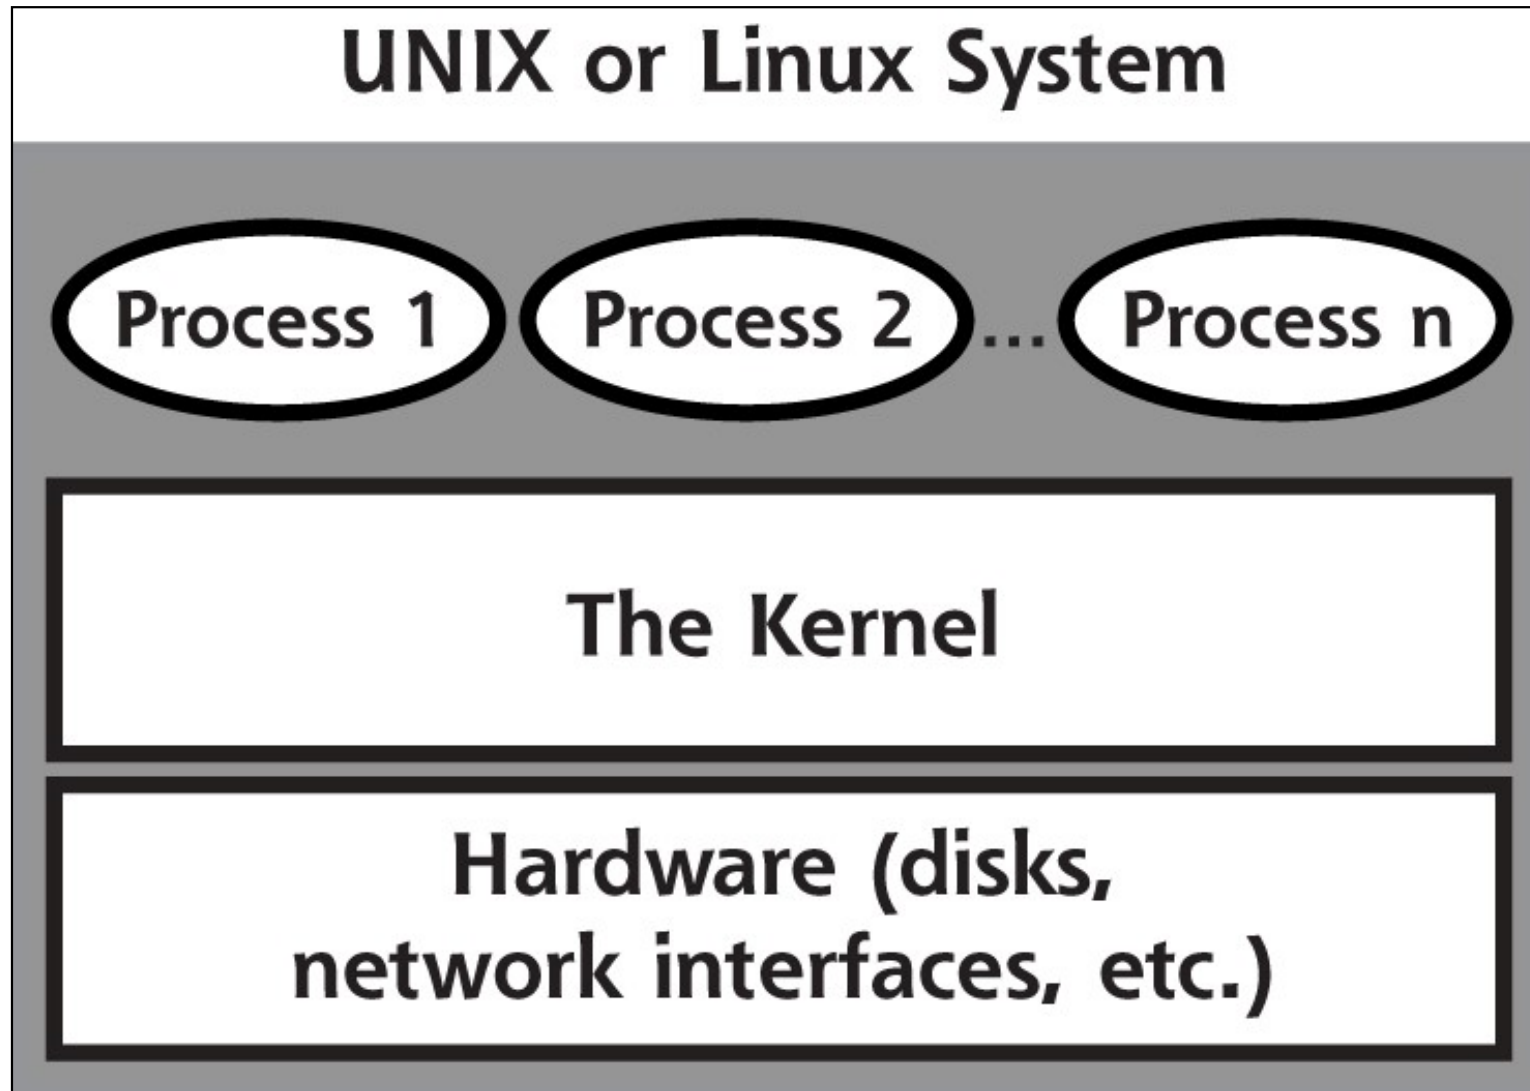 UNIX or Linux System
Process 1 Process 2 ... Process n
The Kernel
Hardware (disks,
network interfaces, etc.)